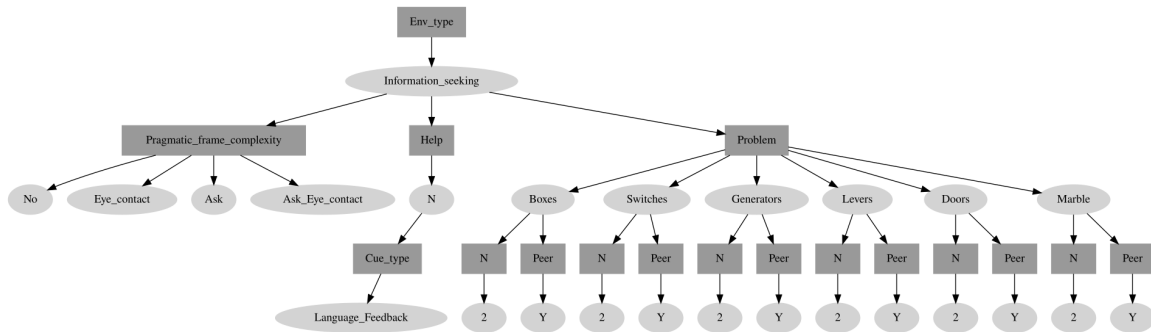 Env_type
Information_seeking
Pragmatic_frame_complexity
Help
Problem
No
Eye_contact
Ask
Ask_Eye_contact
N
Boxes
Switches
Generators
Levers
Doors
Marble
Cue_type
N
Peer
N
Peer
N
Peer
N
Peer
N
Peer
N
Peer
Language_Feedback
2
Y
2
Y
2
Y
2
Y
2
Y
2
Y